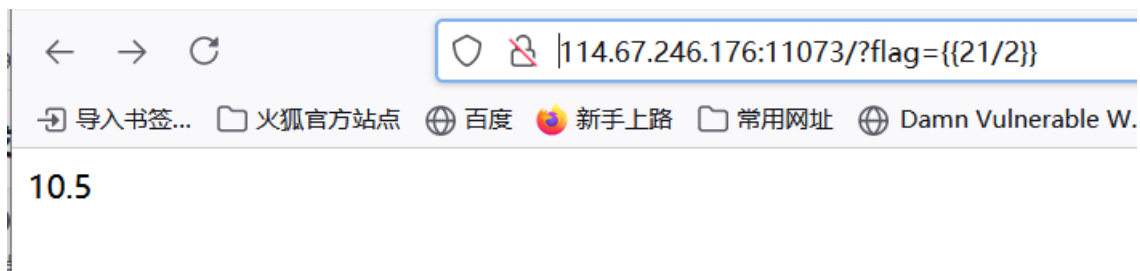 114.67.246.176:11073/?flag={{21/2}}
导入书签... 火狐官方站点 百度 新手上路 常用网址 Damn Vulnerable W.
10.5